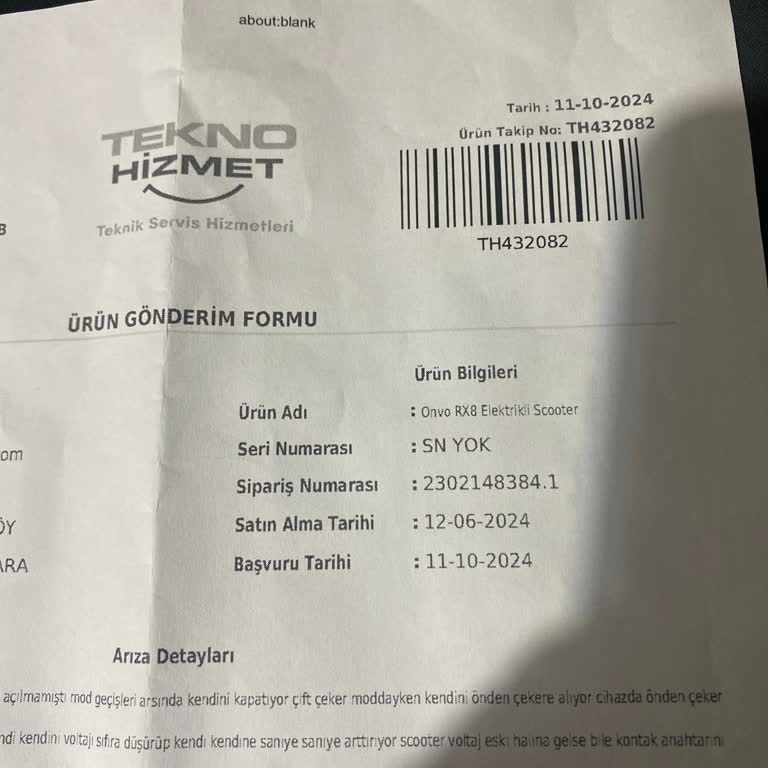 about:blank
Tarih : 11-10-2024
Ürün Takip No: TH432082
TEKNO
HİZMET
Teknik Servis Hizmetleri
B
TH432082
ÜRÜN GÖNDERİM FORMU
Ürün Bilgileri
Ürün Adı : Onvo RX8 Elektrikli Scooter
Seri Numarası : SN YOK
om
Sipariş Numarası : 2302148384.1
Satın Alma Tarihi : 12-06-2024
ÖY
Başvuru Tarihi : 11-10-2024
ARA
Arıza Detayları
açılmamıştı mod geçişleri arsında kendini kapatıyor çift çeker moddayken kendini önden çekere alıyor cihazda önden çeker
ndi kendini voltajı sıfıra düşürüp kendi kendine saniye saniye arttırıyor scooter voltaj eski haline gelse bile kontak anahtarını